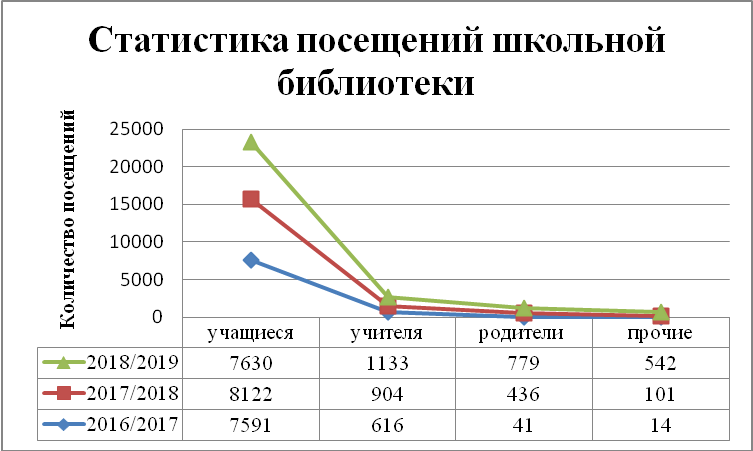 Статистика посещений школьной
библиотеки
Количество посещений
25000
20000
15000
10000
5000
0
учащиеся учителя родители прочие
2018/2019 7630 1133 779 542
2017/2018 8122 904 436 101
2016/2017 7591 616 41 14